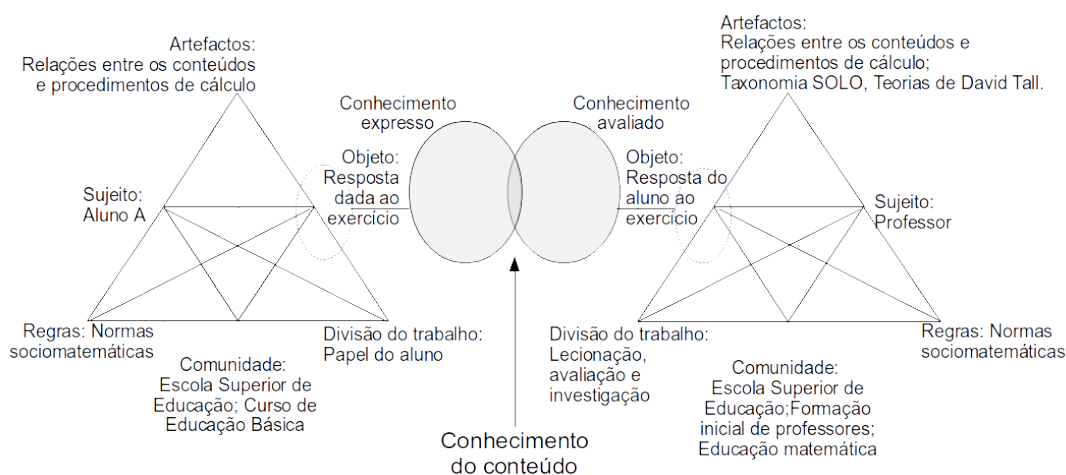 Artefactos:
Relações entre os conteúdos
e procedimentos de cálculo
Sujeito:
Aluno A
Objeto:
Resposta
dada ao
exercício
Regras: Normas
sociomatemáticas
Comunidade:
Escola Superior de
Educação; Curso de
Educação Básica
Divisão do trabalho:
Papel do aluno
Conhecimento
expresso
Conhecimento
avaliado
Conhecimento
do conteúdo
Artefactos:
Relações entre os conteúdos e
procedimentos de cálculo;
Taxonomia SOLO, Teorias de David Tall.
Objeto:
Resposta do
aluno ao
exercício
Sujeito:
Professor
Divisão do trabalho:
Lecionação,
avaliação e
investigação
Comunidade:
Escola Superior de
Educação;Formação
inicial de professores;
Educação matemática
Regras: Normas
sociomatemáticas